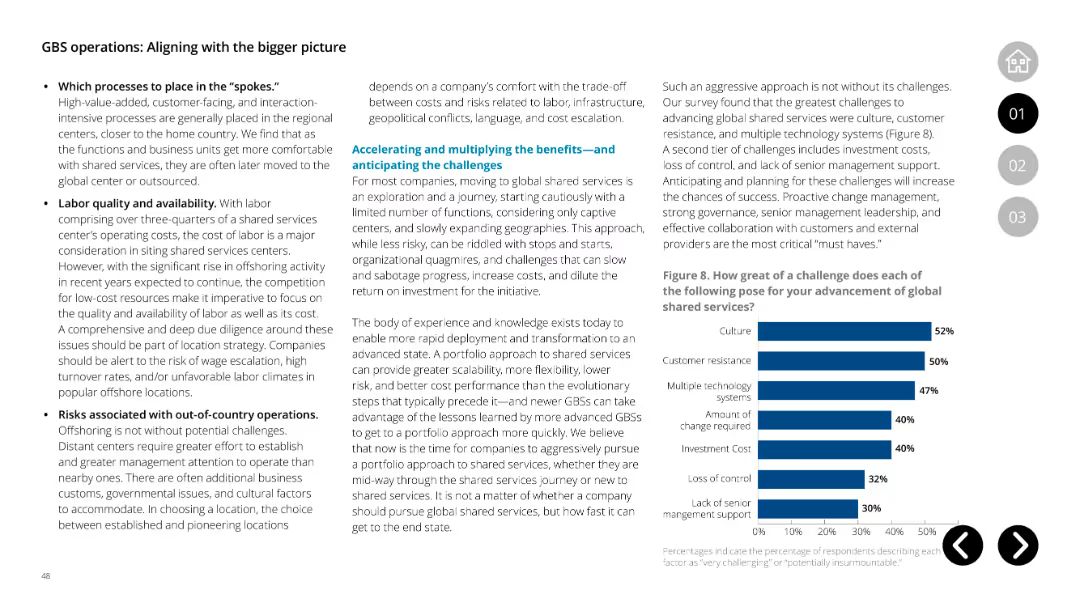 GBS operations: Aligning with the bigger picture
• Which processes to place in the “spokes.”
High-value-added, customer-facing, and interaction-
intensive processes are generally placed in the regional
centers, closer to the home country. We find that as
the functions and business units get more comfortable
with shared services, they are often later moved to the
global center or outsourced.
• Labor quality and availability. With labor
comprising over three-quarters of a shared services
center’s operating costs, the cost of labor is a major
consideration in siting shared services centers.
However, with the significant rise in offshoring activity
in recent years expected to continue, the competition
for low-cost resources make it imperative to focus on
the quality and availability of labor as well as its cost.
A comprehensive and deep due diligence around these
issues should be part of location strategy. Companies
should be alert to the risk of wage escalation, high
turnover rates, and/or unfavorable labor climates in
popular offshore locations.
• Risks associated with out-of-country operations.
Offshoring is not without potential challenges.
Distant centers require greater effort to establish
and greater management attention to operate than
nearby ones. There are often additional business
customs, governmental issues, and cultural factors
to accommodate. In choosing a location, the choice
between established and pioneering locations
depends on a company’s comfort with the trade-off
between costs and risks related to labor, infrastructure,
geopolitical conflicts, language, and cost escalation.
Accelerating and multiplying the benefits—and
anticipating the challenges
For most companies, moving to global shared services is
an exploration and a journey, starting cautiously with a
limited number of functions, considering only captive
centers, and slowly expanding geographies. This approach,
while less risky, can be riddled with stops and starts,
organizational quagmires, and challenges that can slow
and sabotage progress, increase costs, and dilute the
return on investment for the initiative.
The body of experience and knowledge exists today to
enable more rapid deployment and transformation to an
advanced state. A portfolio approach to shared services
can provide greater scalability, more flexibility, lower
risk, and better cost performance than the evolutionary
steps that typically precede it—and newer GBSs can take
advantage of the lessons learned by more advanced GBSs
to get to a portfolio approach more quickly. We believe
that now is the time for companies to aggressively pursue
a portfolio approach to shared services, whether they are
mid-way through the shared services journey or new to
shared services. It is not a matter of whether a company
should pursue global shared services, but how fast it can
get to the end state.
Such an aggressive approach is not without its challenges.
Our survey found that the greatest challenges to
advancing global shared services were culture, customer
resistance, and multiple technology systems (Figure 8).
A second tier of challenges includes investment costs,
loss of control, and lack of senior management support.
Anticipating and planning for these challenges will increase
the chances of success. Proactive change management,
strong governance, senior management leadership, and
effective collaboration with customers and external
providers are the most critical “must haves.”
Figure 8. How great of a challenge does each of
the following pose for your advancement of global
shared services?
Culture 52%
Customer resistance 50%
Multiple technology
systems 47%
Amount of
change required 40%
Investment Cost 40%
Loss of control 32%
Lack of senior
mangement support 30%
0% 10% 20% 30% 40% 50%
Percentages indicate the percentage of respondents describing each
factor as “very challenging” or “potentially insurmountable.”
01
02
03
48